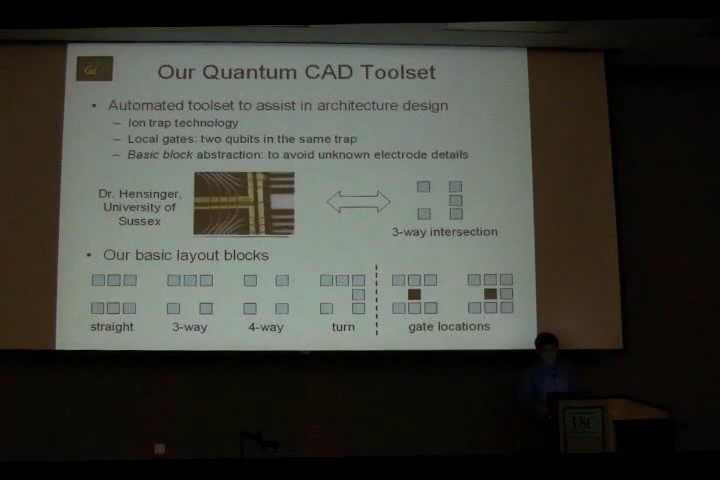 Cal
Our Quantum CAD Toolset
• Automated toolset to assist in architecture design
– Ion trap technology
– Local gates: two qubits in the same trap
– Basic block abstraction: to avoid unknown electrode details
Dr. Hensinger,
University of
Sussex
3-way intersection
• Our basic layout blocks
straight 3-way 4-way turn gate locations
USC